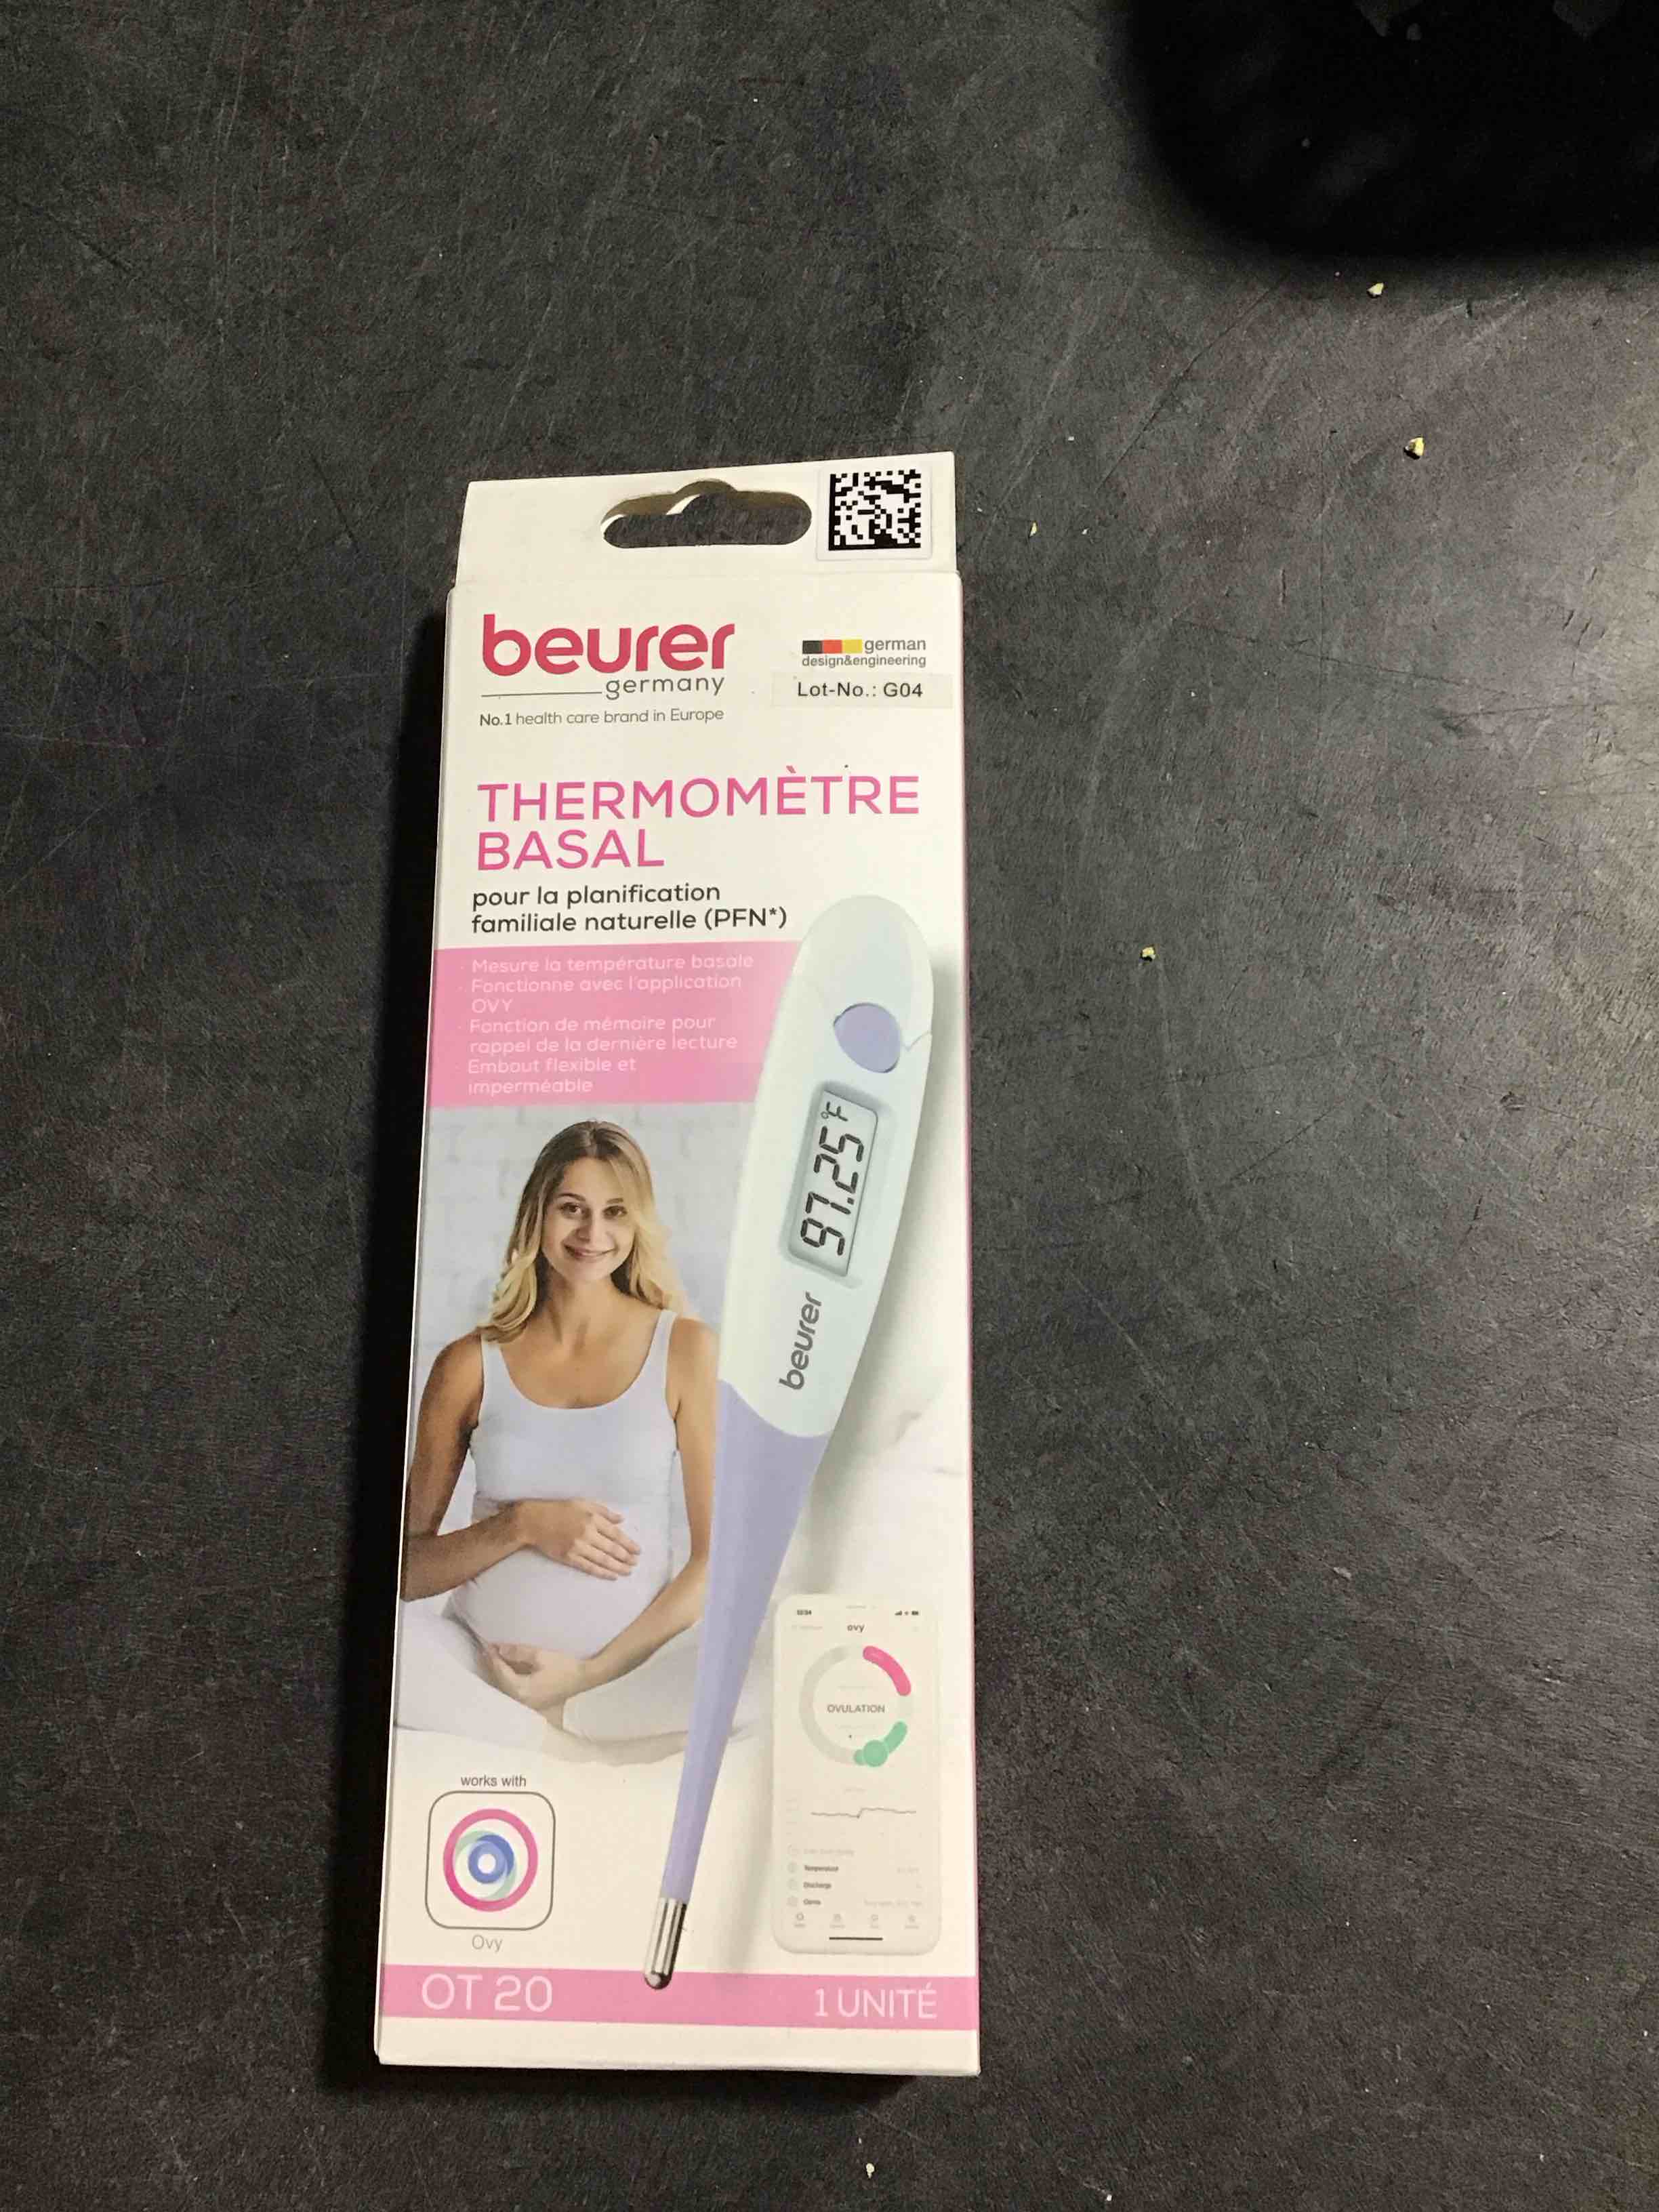 beurer
germany
No.1 health care brand in Europe
german
design&engineering
Lot-No.: G04
THERMOMÈTRE
BASAL
pour la planification
familiale naturelle (PFN*)
· Mesure la température basale
· Fonctionne avec l'application
OVY
· Fonction de mémoire pour
rappel de la dernière lecture
· Embout flexible et
imperméable
97.25°F
beurer
ovy
OVULATION
Temperature
Discharge
works with
Ovy
OT 20
1 UNITÉ